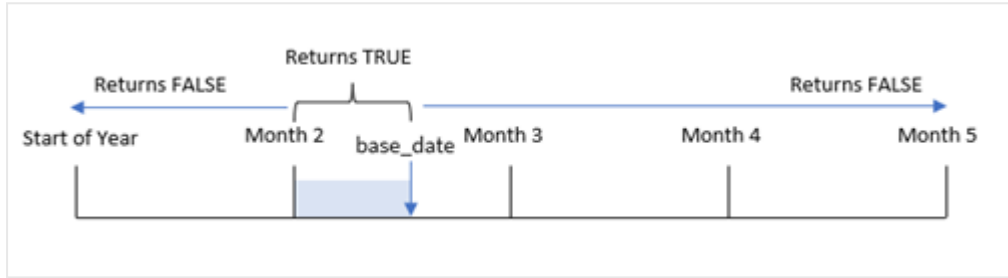 Returns TRUE
Returns FALSE
Returns FALSE
Start of Year
Month 2
base_date
Month 3
Month 4
Month 5